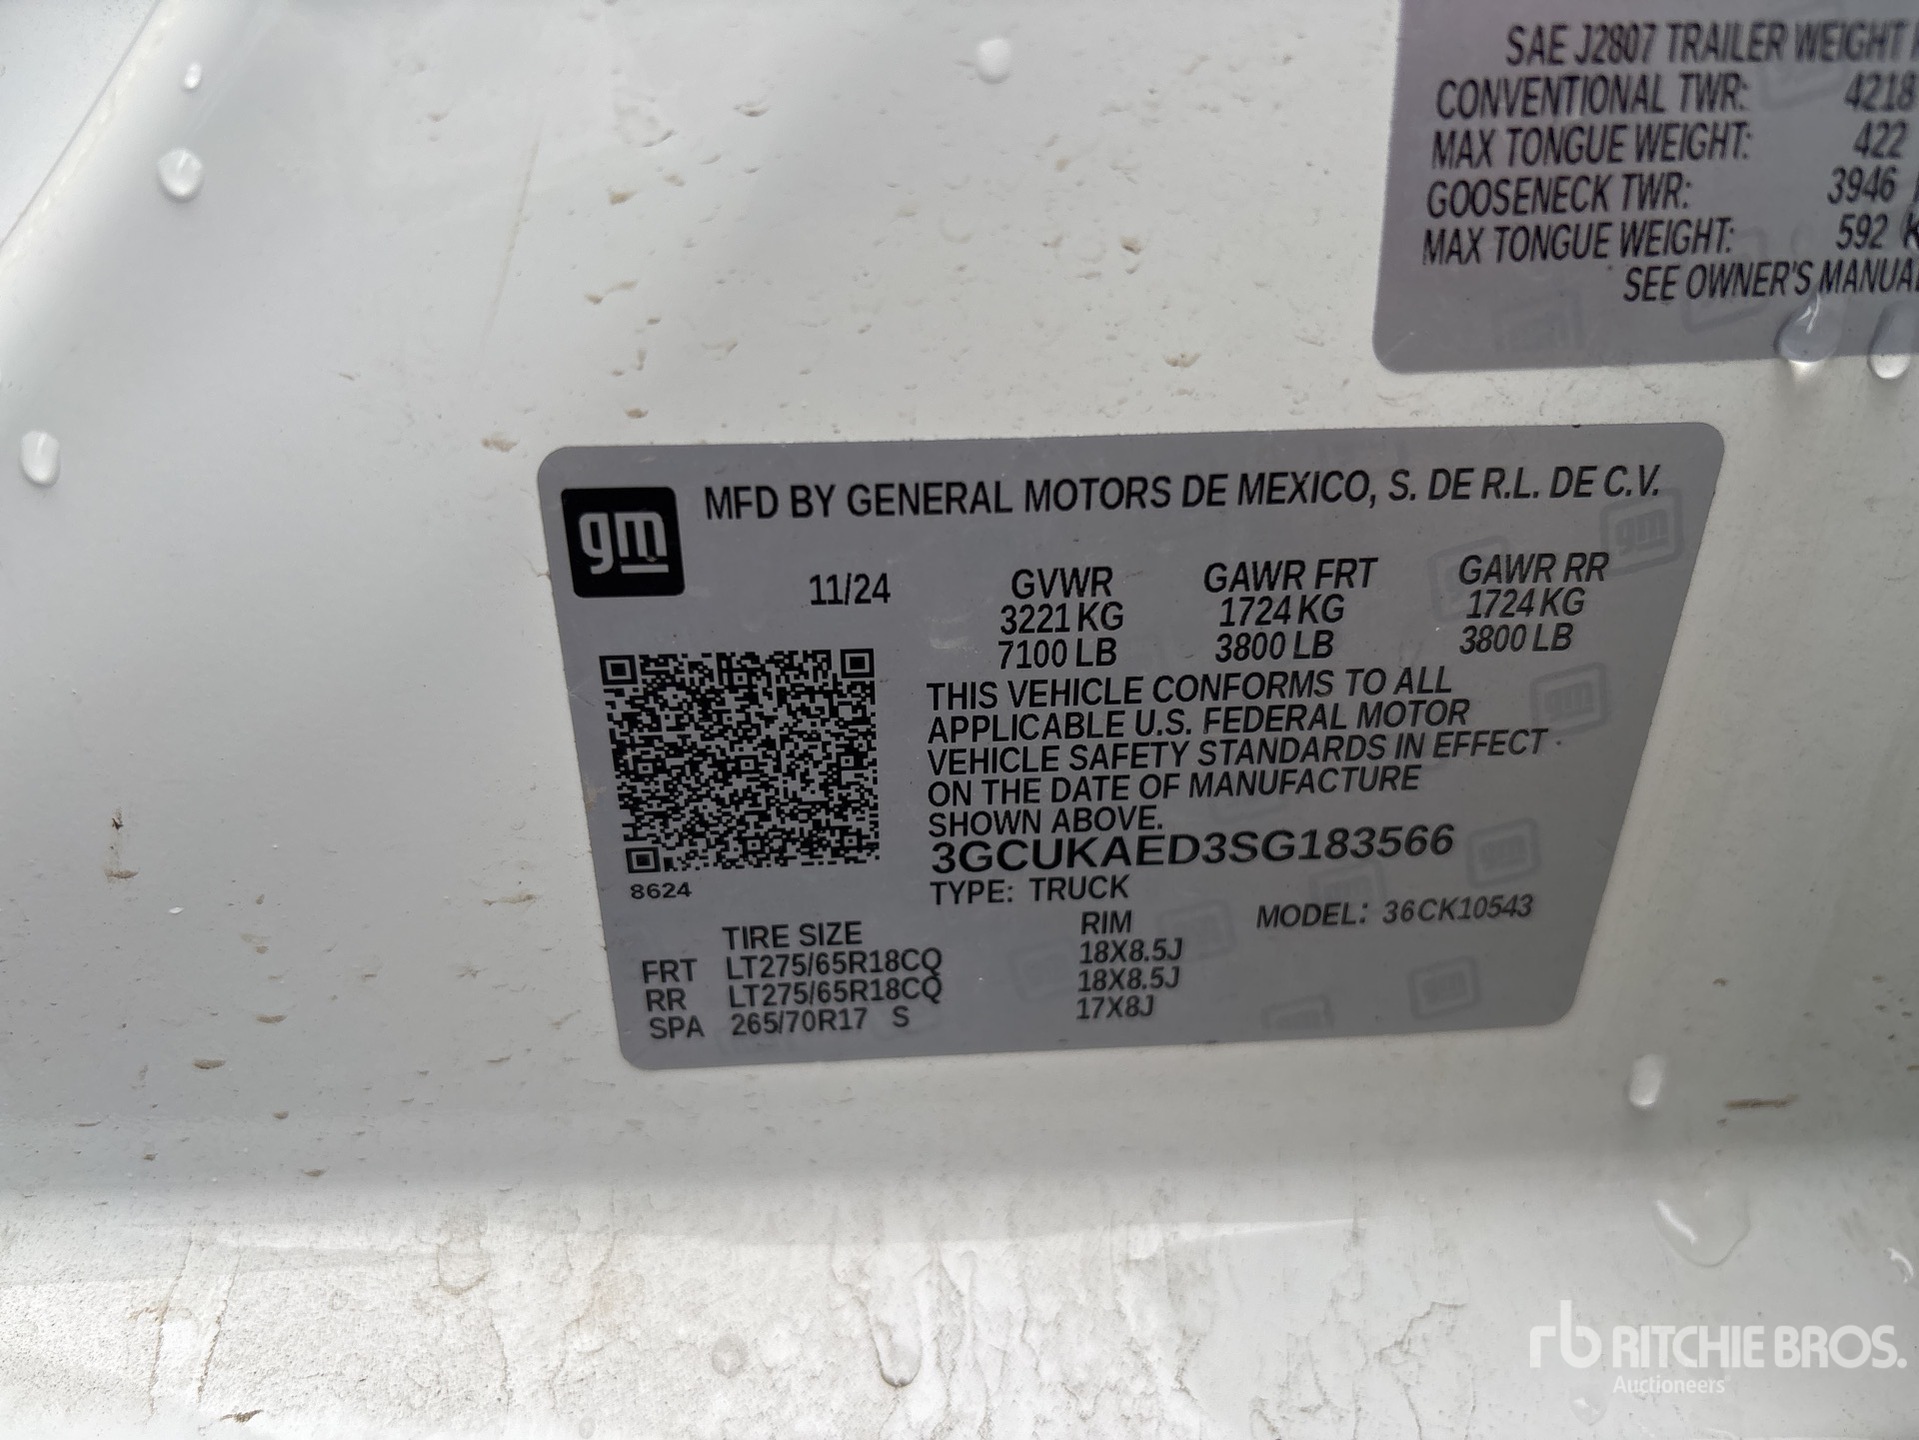 SAE J2807 TRAILER WEIGHT
CONVENTIONAL TWR: 4218
MAX TONGUE WEIGHT: 422
GOOSENECK TWR: 3946
MAX TONGUE WEIGHT: 592 K
SEE OWNER'S MANUAL
gm
MFD BY GENERAL MOTORS DE MEXICO, S. DE R.L. DE C.V.
11/24 GVWR GAWR FRT GAWR RR
3221 KG 1724 KG 1724 KG
7100 LB 3800 LB 3800 LB
THIS VEHICLE CONFORMS TO ALL
APPLICABLE U.S. FEDERAL MOTOR
VEHICLE SAFETY STANDARDS IN EFFECT
ON THE DATE OF MANUFACTURE
SHOWN ABOVE.
3GCUKAED3SG183566
8624
TYPE: TRUCK
TIRE SIZE RIM MODEL: 36CK10543
FRT LT275/65R18CQ 18X8.5J
RR LT275/65R18CQ 18X8.5J
SPA 265/70R17 S 17X8J
rb RITCHIE BROS.
Auctioneers